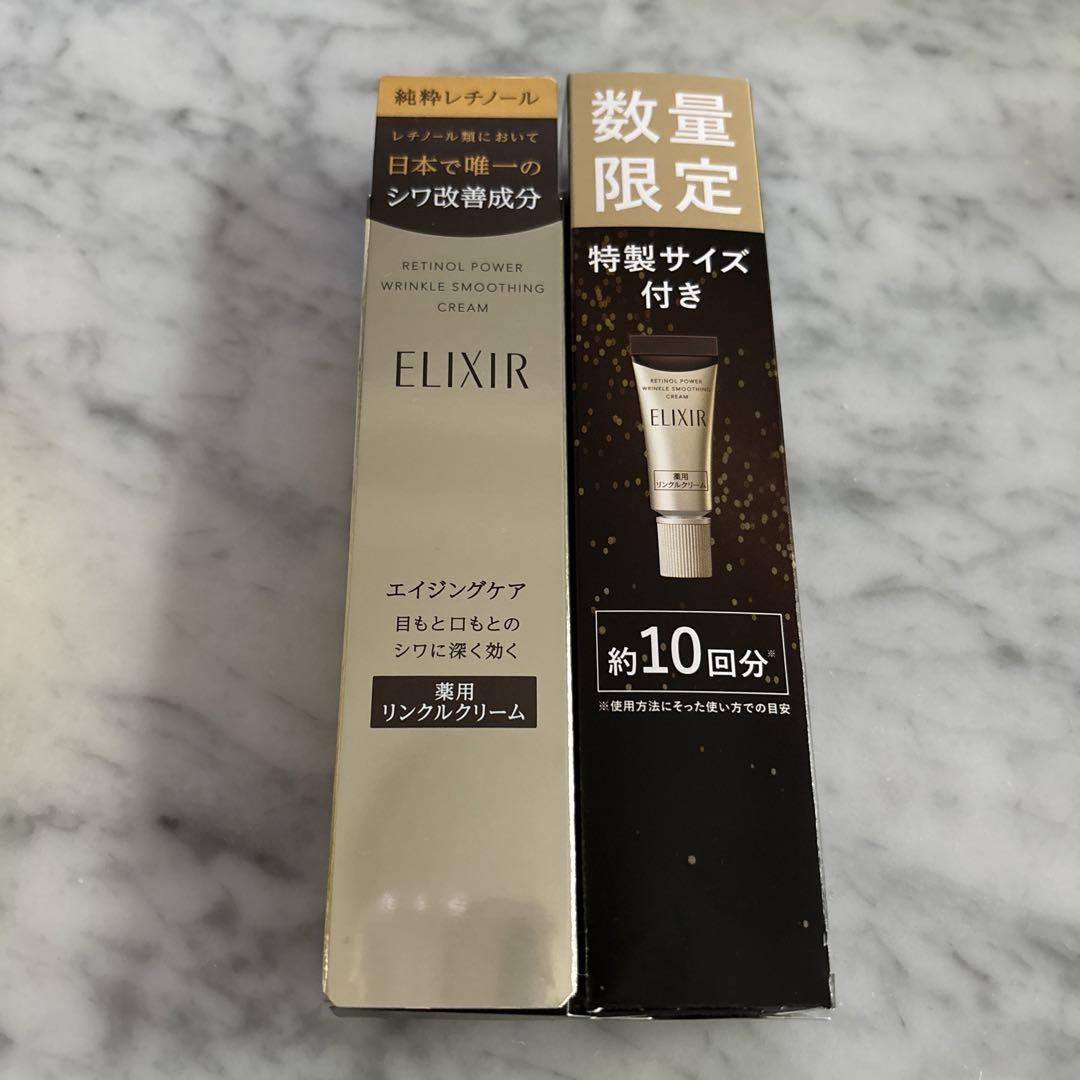 純粋レチノール
レチノール類において
日本で唯一の
シワ改善成分
RETINOL POWER
WRINKLE SMOOTHING
CREAM
ELIXIR
エイジングケア
目もと口もとの
シワに深く効く
薬用
リンクルクリーム
数量
限定
特製サイズ
付き
RETINOL POWER
WRINKLE SMOOTHING
CREAM
ELIXIR
薬用
リンクルクリーム
約10回分※
※使用方法にそった使い方での目安